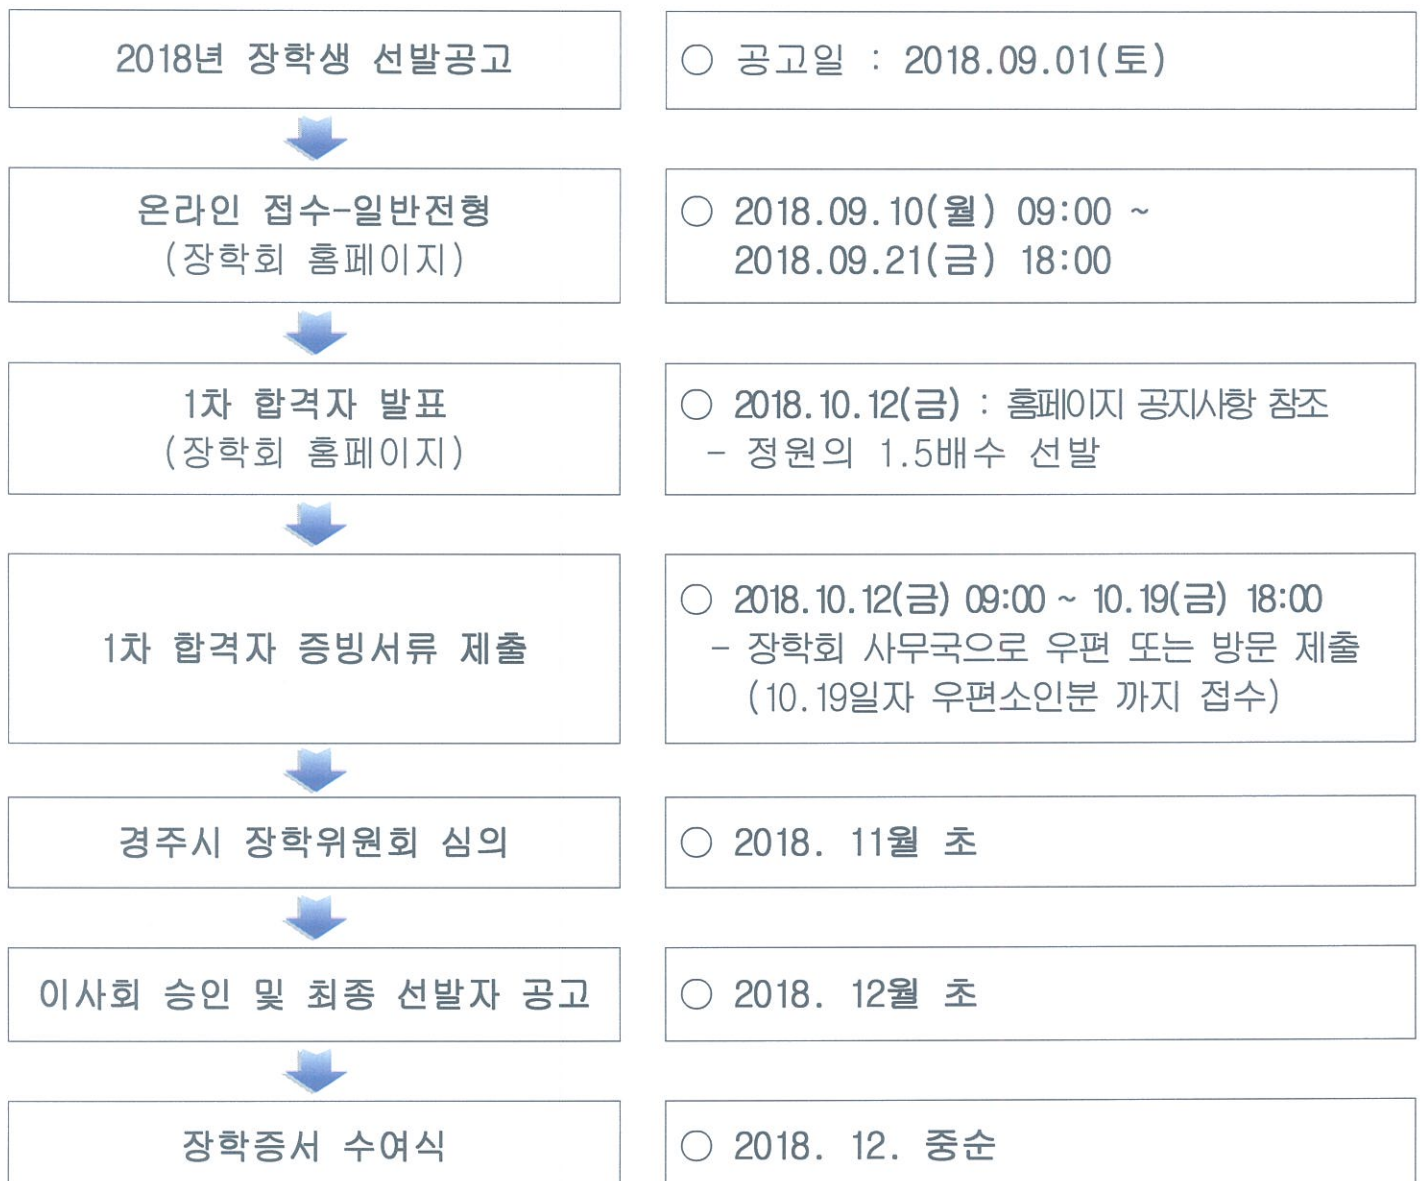 2018년 장학생 선발공고
○ 공고일 : 2018.09.01(토)
온라인 접수-일반전형
(장학회 홈페이지)
○ 2018.09.10(월) 09:00 ~
2018.09.21(금) 18:00
1차 합격자 발표
(장학회 홈페이지)
○ 2018.10.12(금) : 홈페이지 공지사항 참조
- 정원의 1.5배수 선발
1차 합격자 증빙서류 제출
○ 2018.10.12(금) 09:00 ~ 10.19(금) 18:00
- 장학회 사무국으로 우편 또는 방문 제출
(10.19일자 우편소인분 까지 접수)
경주시 장학위원회 심의
○ 2018. 11월 초
이사회 승인 및 최종 선발자 공고
○ 2018. 12월 초
장학증서 수여식
○ 2018. 12. 중순